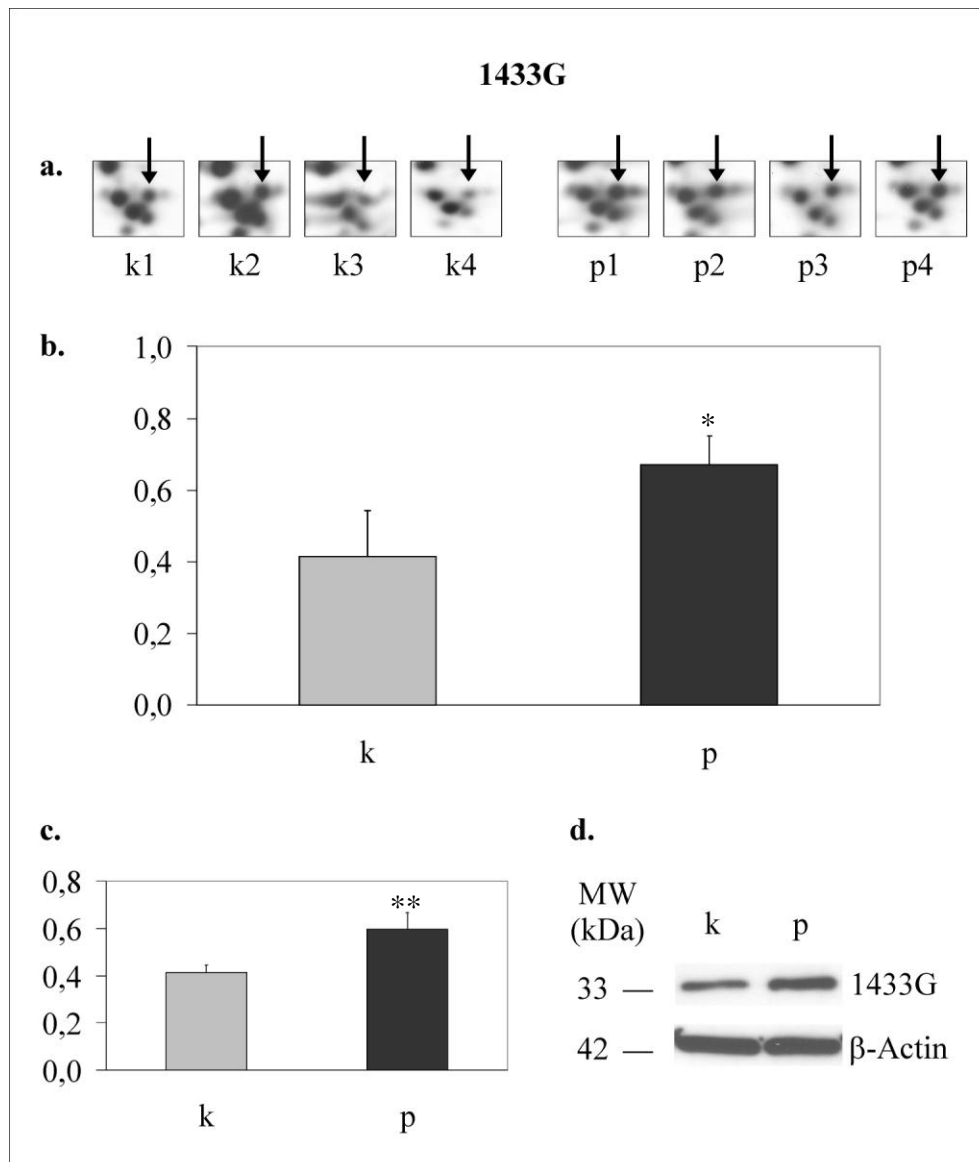 1433G
a.
k1 k2 k3 k4 p1 p2 p3 p4
b.
1,0
0,8
*
0,6
0,4
0,2
0,0
k p
c.
0,8
**
0,6
0,4
0,2
0,0
k p
d.
MW
(kDa)
k p
33 — 1433G
42 — β-Actin